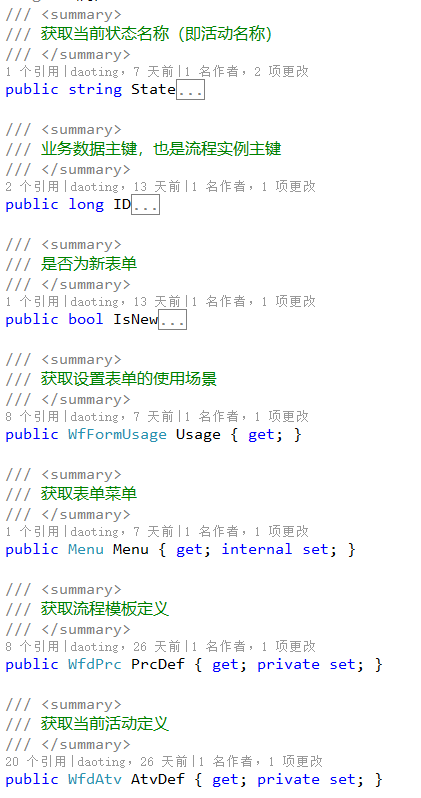 /// <summary>
/// 获取当前状态名称（即活动名称）
/// </summary>
1 个引用|daoting，7 天前|1 名作者，2 项更改
public string State...
/// <summary>
/// 业务数据主键，也是流程实例主键
/// </summary>
2 个引用|daoting，13 天前|1 名作者，1 项更改
public long ID...
/// <summary>
/// 是否为新表单
/// </summary>
1 个引用|daoting，13 天前|1 名作者，1 项更改
public bool IsNew...
/// <summary>
/// 获取设置表单的使用场景
/// </summary>
8 个引用|daoting，7 天前|1 名作者，1 项更改
public WfFormUsage Usage { get; }
/// <summary>
/// 获取表单菜单
/// </summary>
1 个引用|daoting，7 天前|1 名作者，1 项更改
public Menu Menu { get; internal set; }
/// <summary>
/// 获取流程模板定义
/// </summary>
8 个引用|daoting，26 天前|1 名作者，1 项更改
public WfdPrc PrcDef { get; private set; }
/// <summary>
/// 获取当前活动定义
/// </summary>
20 个引用|daoting，26 天前|1 名作者，1 项更改
public WfdAtv AtvDef { get; private set; }